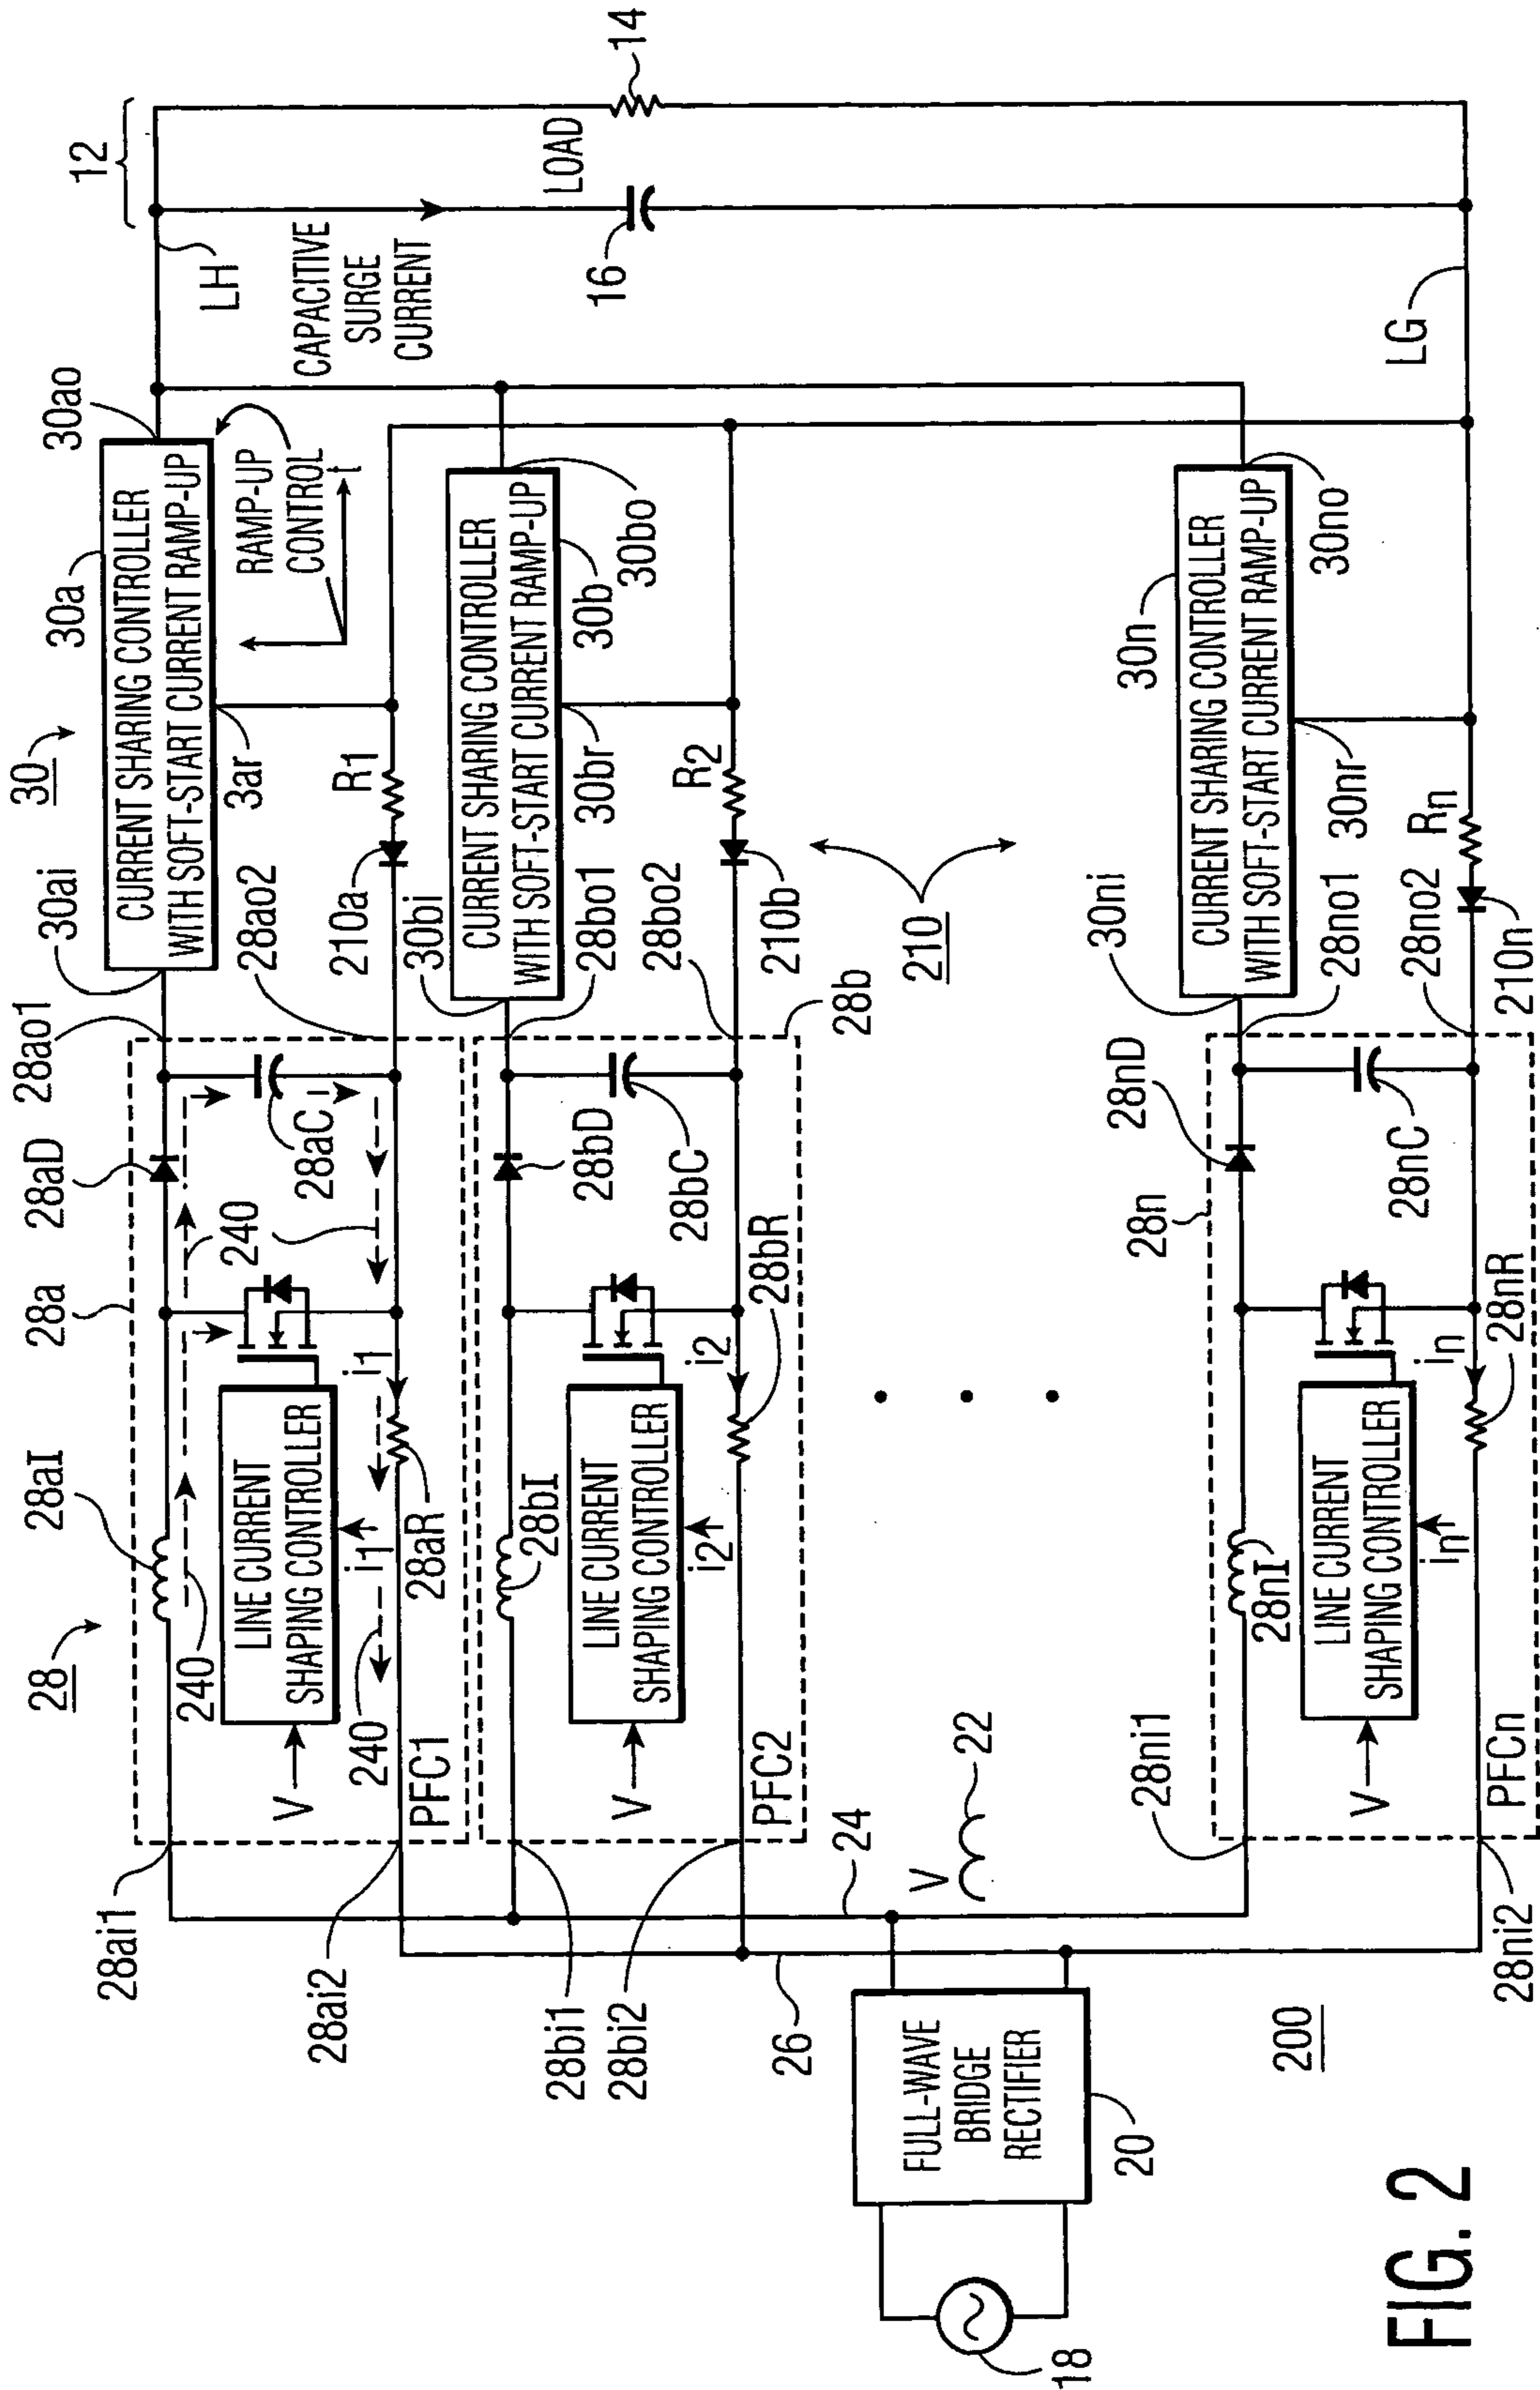 12
14
LOAD
16
LH
CAPACITIVE
SURGE
CURRENT
LG
30
30a
30ao
30ai
CURRENT SHARING CONTROLLER
WITH SOFT-START CURRENT RAMP-UP
RAMP-UP
CONTROL
t
3ar
R1
210a
28ao1
28ao2
CURRENT SHARING CONTROLLER
WITH SOFT-START CURRENT RAMP-UP
30b
30bo
30bi
30br
R2
210b
28bo1
28bo2
28b
210
CURRENT SHARING CONTROLLER
WITH SOFT-START CURRENT RAMP-UP
30n
30no
30ni
30nr
Rn
210n
28no1
28no2
28
28a
28aI
28aD
28aC
28aR
240
240
240
LINE CURRENT
SHAPING CONTROLLER
V
i1
i1
PFC1
28ai1
28ai2
28bI
28bD
28bC
28bR
LINE CURRENT
SHAPING CONTROLLER
V
i2
i2
PFC2
28bi1
28bi2
28n
28nI
28nD
28nC
28nR
LINE CURRENT
SHAPING CONTROLLER
V
in
in
PFCn
28ni1
28ni2
V
22
24
26
FULL-WAVE
BRIDGE
RECTIFIER
20
18
200
FIG. 2